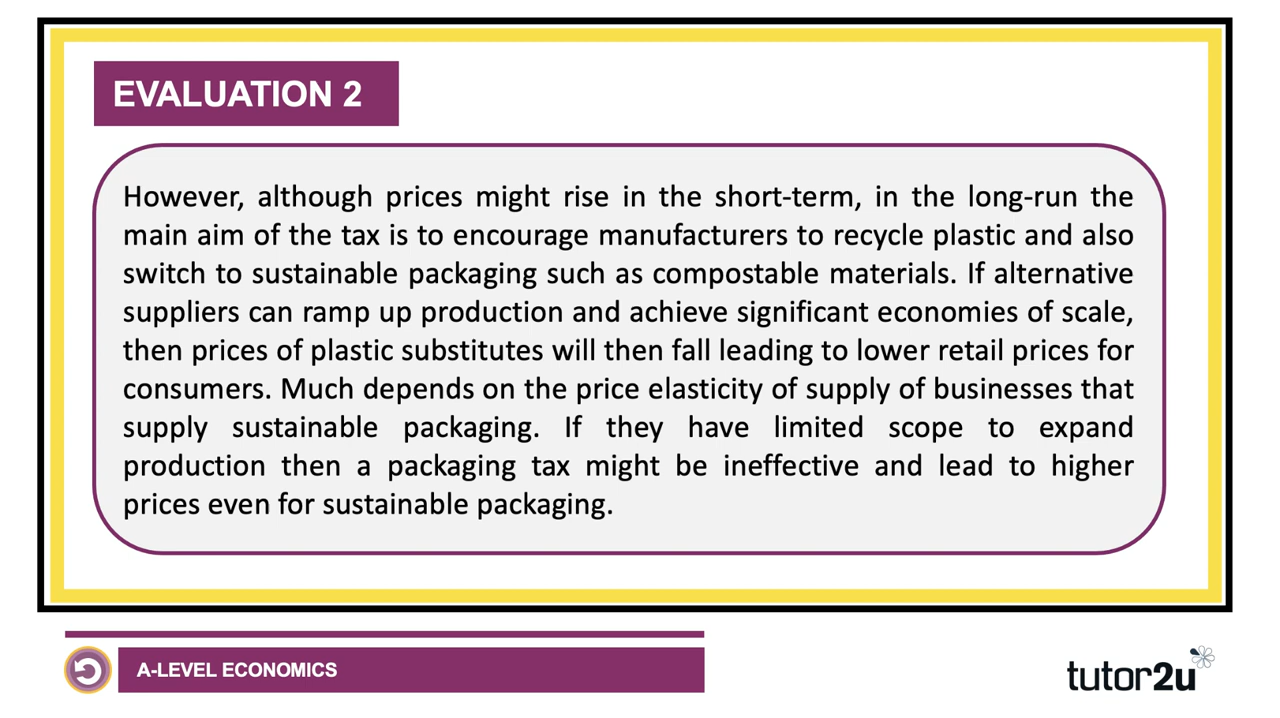 EVALUATION 2
However, although prices might rise in the short-term, in the long-run the
main aim of the tax is to encourage manufacturers to recycle plastic and also
switch to sustainable packaging such as compostable materials. If alternative
suppliers can ramp up production and achieve significant economies of scale,
then prices of plastic substitutes will then fall leading to lower retail prices for
consumers. Much depends on the price elasticity of supply of businesses that
supply sustainable packaging. If they have limited scope to expand
production then a packaging tax might be ineffective and lead to higher
prices even for sustainable packaging.
A-LEVEL ECONOMICS
tutor2u